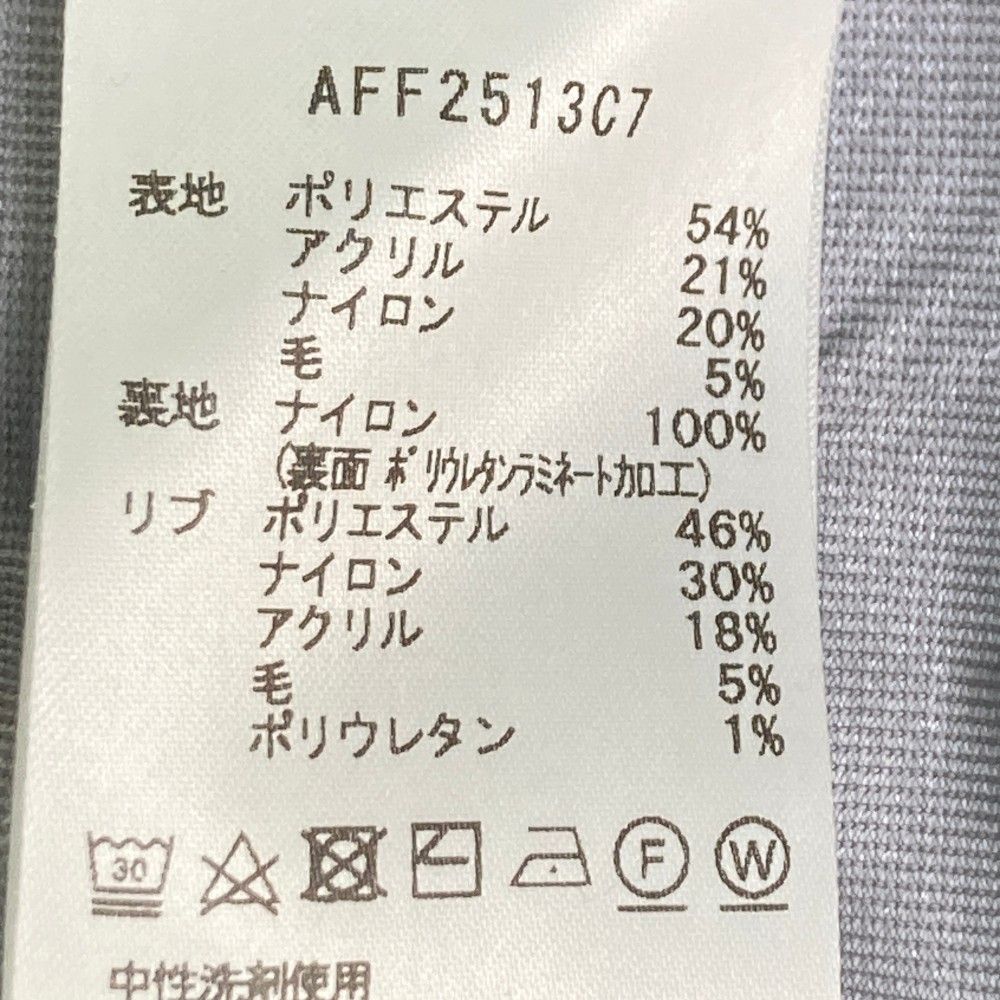 AFF2513C7
表地 ポリエステル 54%
アクリル 21%
ナイロン 20%
毛 5%
裏地 ナイロン 100%
(裏面 ポリウレタンラミネート加工)
リブ ポリエステル 46%
ナイロン 30%
アクリル 18%
毛 5%
ポリウレタン 1%
30 F W
中性洗剤使用